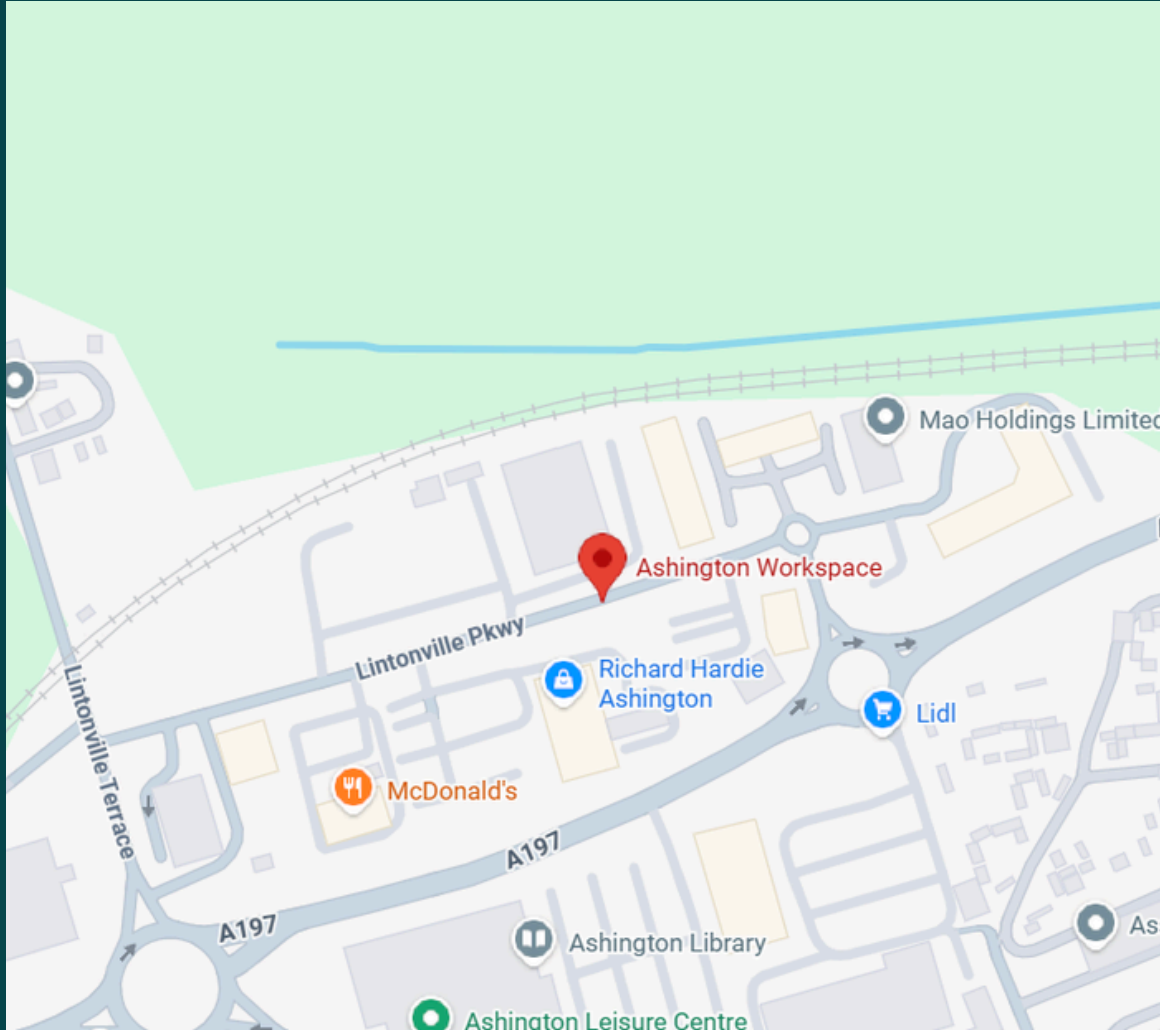 Mao Holdings Limited
Ashington Workspace
Lintonville Pkwy
Richard Hardie
Ashington
Lidl
Lintonville Terrace
McDonald's
A197
A197
Ashington Library
As
Ashington Leisure Centre